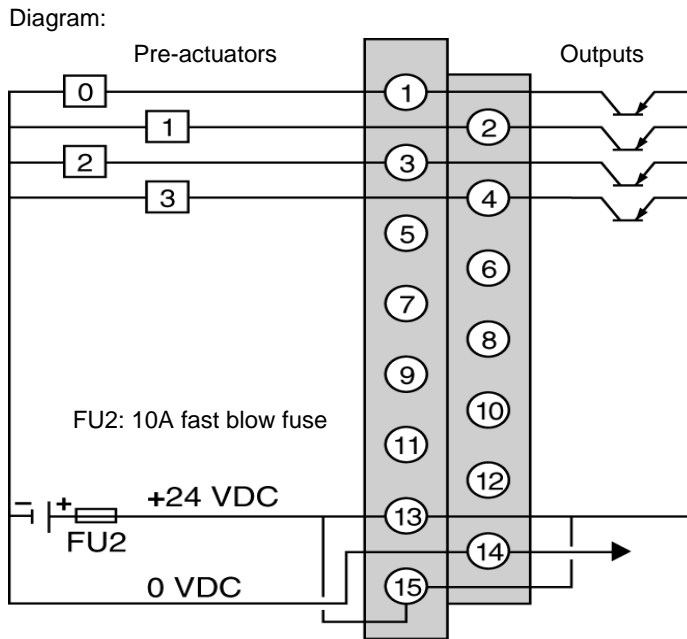 Diagram:
Pre-actuators Outputs
0 1
1 2
2 3
3 4
5
6
7
8
9
10
FU2: 10A fast blow fuse
11
12
– + +24 VDC 13
FU2
14
0 VDC 15